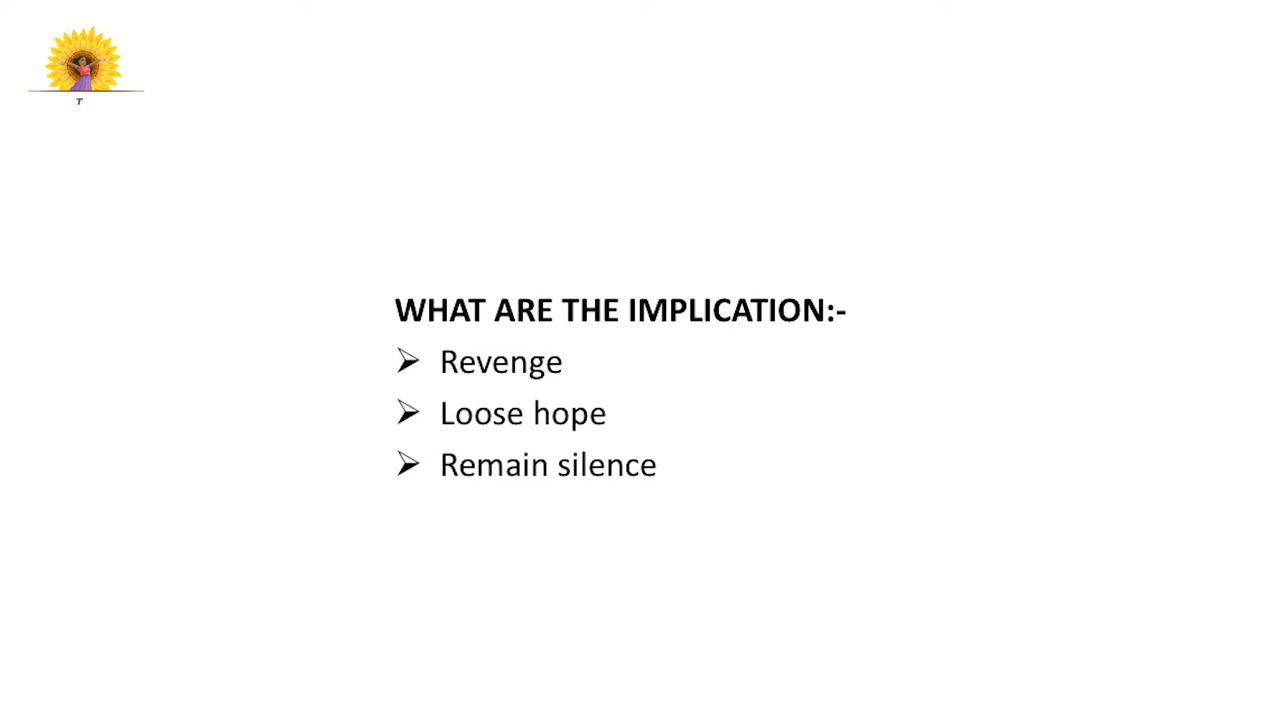 T
WHAT ARE THE IMPLICATION:-
Revenge
Loose hope
Remain silence